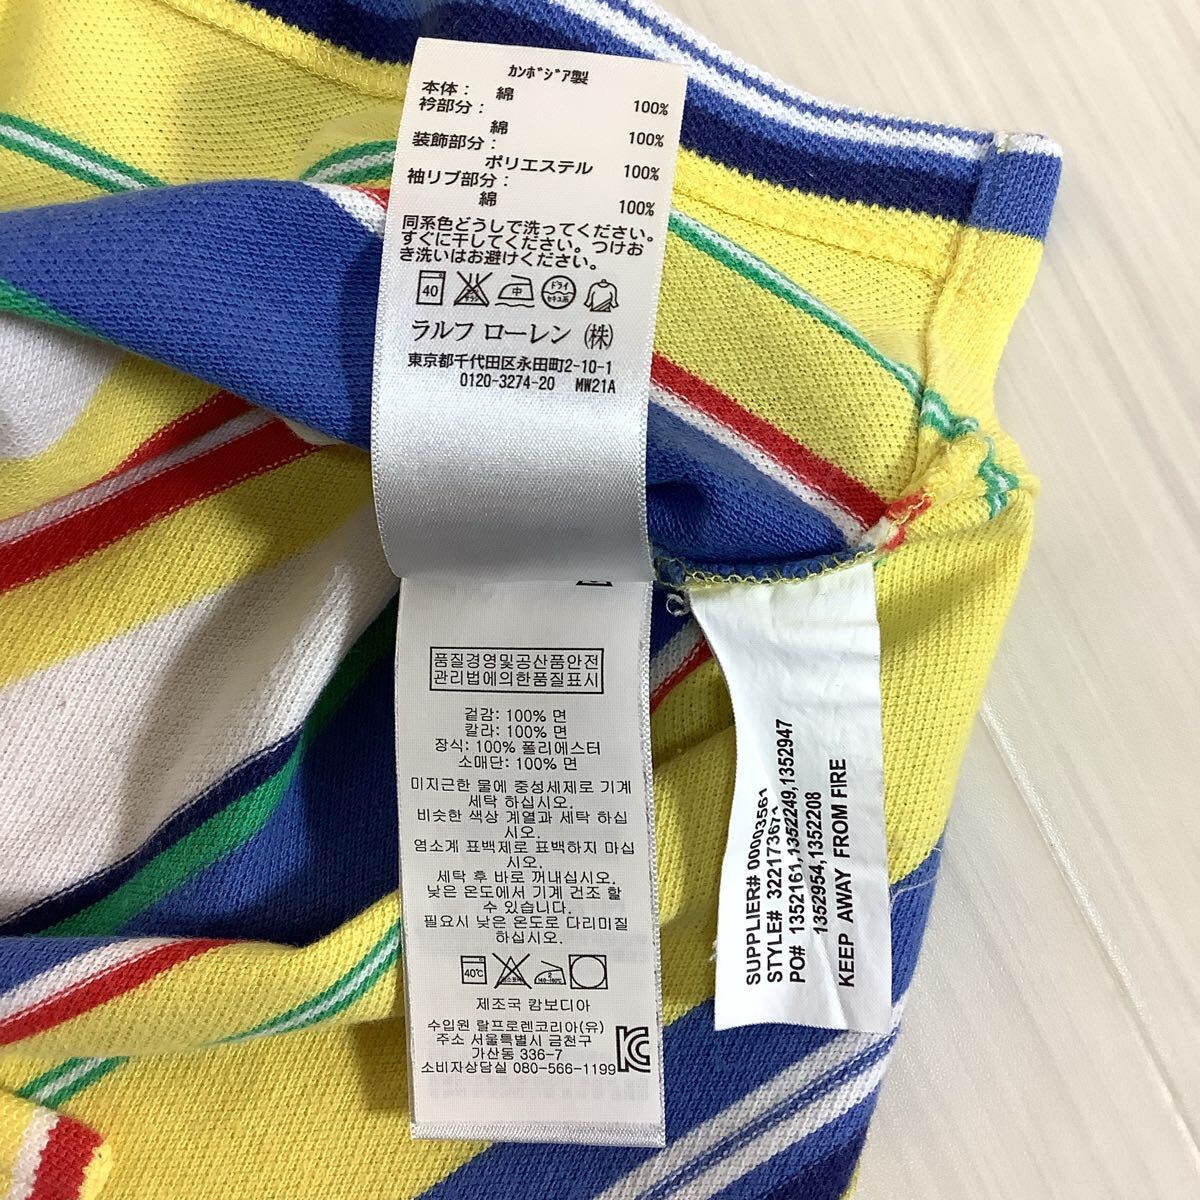 カンボジア製
本体： 綿 100%
衿部分： 綿 100%
装飾部分： ポリエステル 100%
袖リブ部分： 綿 100%
同系色どうしで洗ってください。
すぐに干してください。つけお
き洗いはお避けください。
40 中 ドライ セキユ系
ラルフ ローレン (株)
東京都千代田区永田町2-10-1
0120-3274-20 MW21A
품질경영및공산품안전
관리법에의한품질표시
겉감: 100% 면
칼라: 100% 면
장식: 100% 폴리에스터
소매단: 100% 면
미지근한 물에 중성세제로 기계
세탁 하십시오.
비슷한 색상 계열과 세탁 하십
시오.
염소계 표백제로 표백하지 마십
시오.
세탁 후 바로 꺼내십시오.
낮은 온도에서 기계 건조 할
수 있습니다.
필요시 낮은 온도로 다리미질
하십시오.
40℃
제조국 캄보디아
수입원 랄프로렌코리아(유)
주소 서울특별시 금천구
가산동 336-7
소비자상담실 080-566-1199
SUPPLIER# 00003561
STYLE# 322173671
PO# 1352161,1352249,1352947
1352954,1352208
KEEP AWAY FROM FIRE